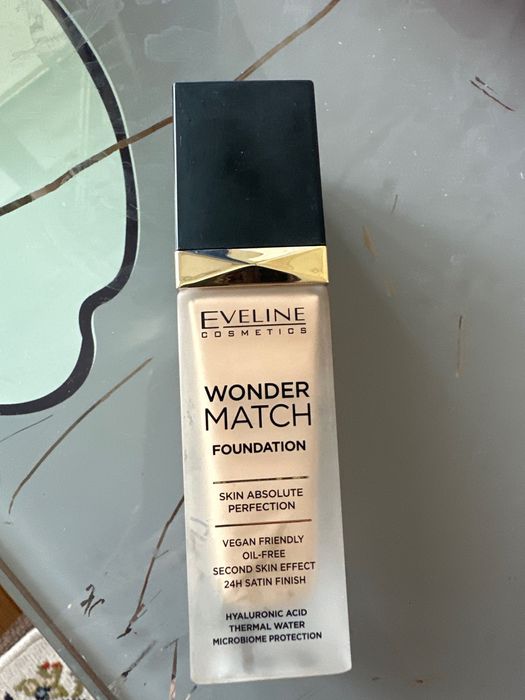 EVELINE
COSMETICS
WONDER
MATCH
FOUNDATION
SKIN ABSOLUTE
PERFECTION
VEGAN FRIENDLY
OIL-FREE
SECOND SKIN EFFECT
24H SATIN FINISH
HYALURONIC ACID
THERMAL WATER
MICROBIOME PROTECTION